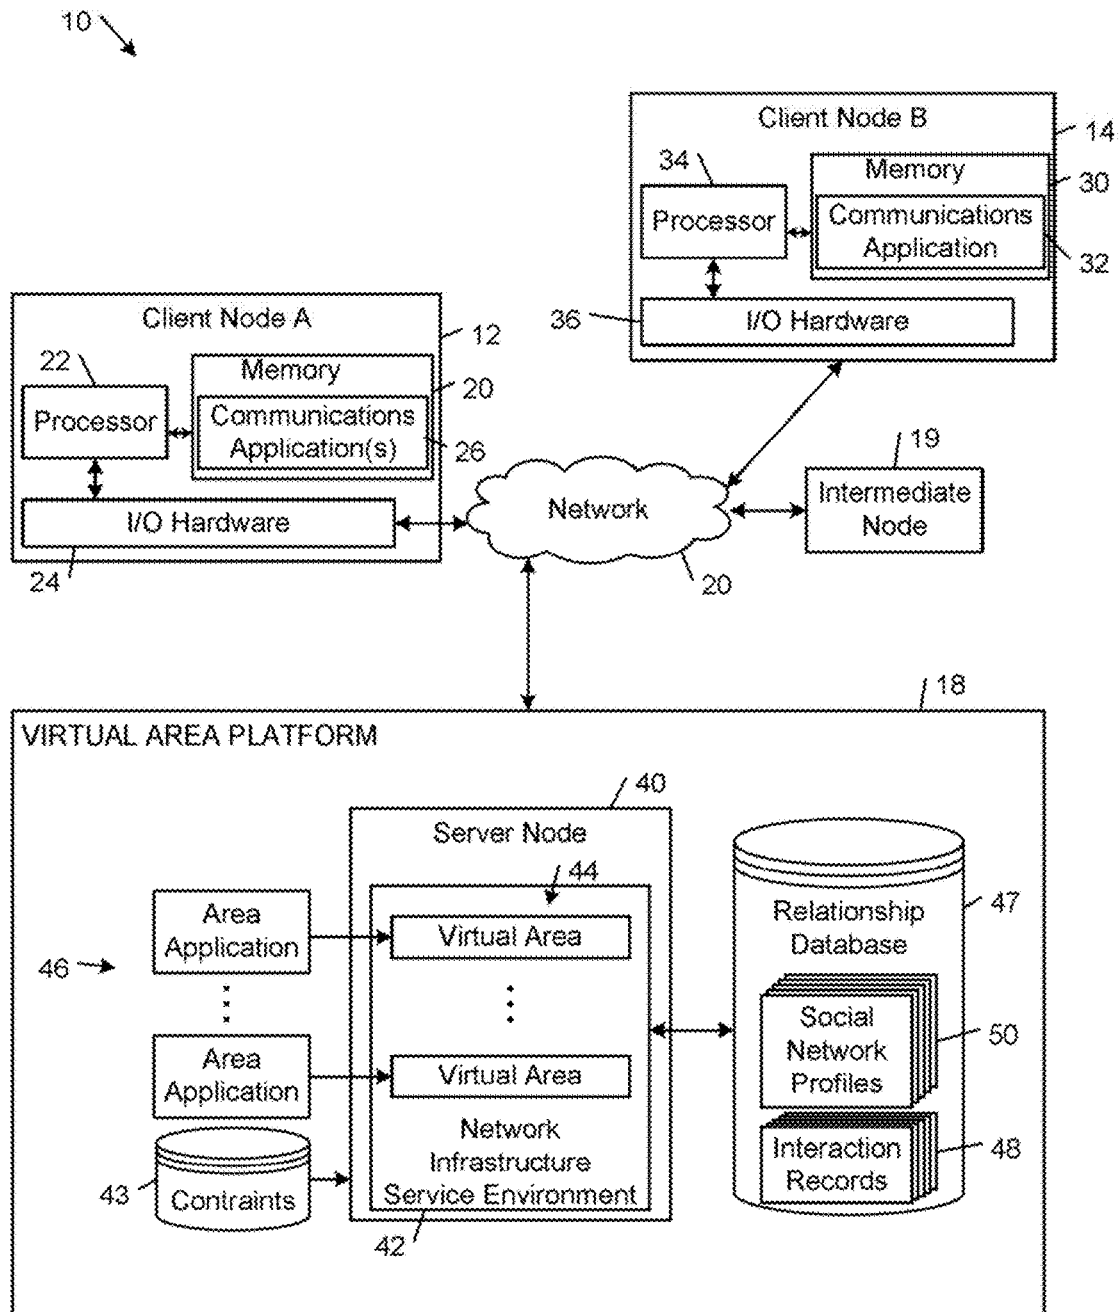 10
Client Node B
14
34
Memory
30
Processor
Communications
Application
32
36
I/O Hardware
Client Node A
12
22
Memory
20
Processor
Communications
Application(s)
26
I/O Hardware
24
Network
20
19
Intermediate
Node
18
VIRTUAL AREA PLATFORM
40
Server Node
44
Area
Application
Virtual Area
46
Area
Application
Virtual Area
43
Contraints
Network
Infrastructure
Service Environment
42
47
Relationship
Database
Social
Network
Profiles
50
Interaction
Records
48